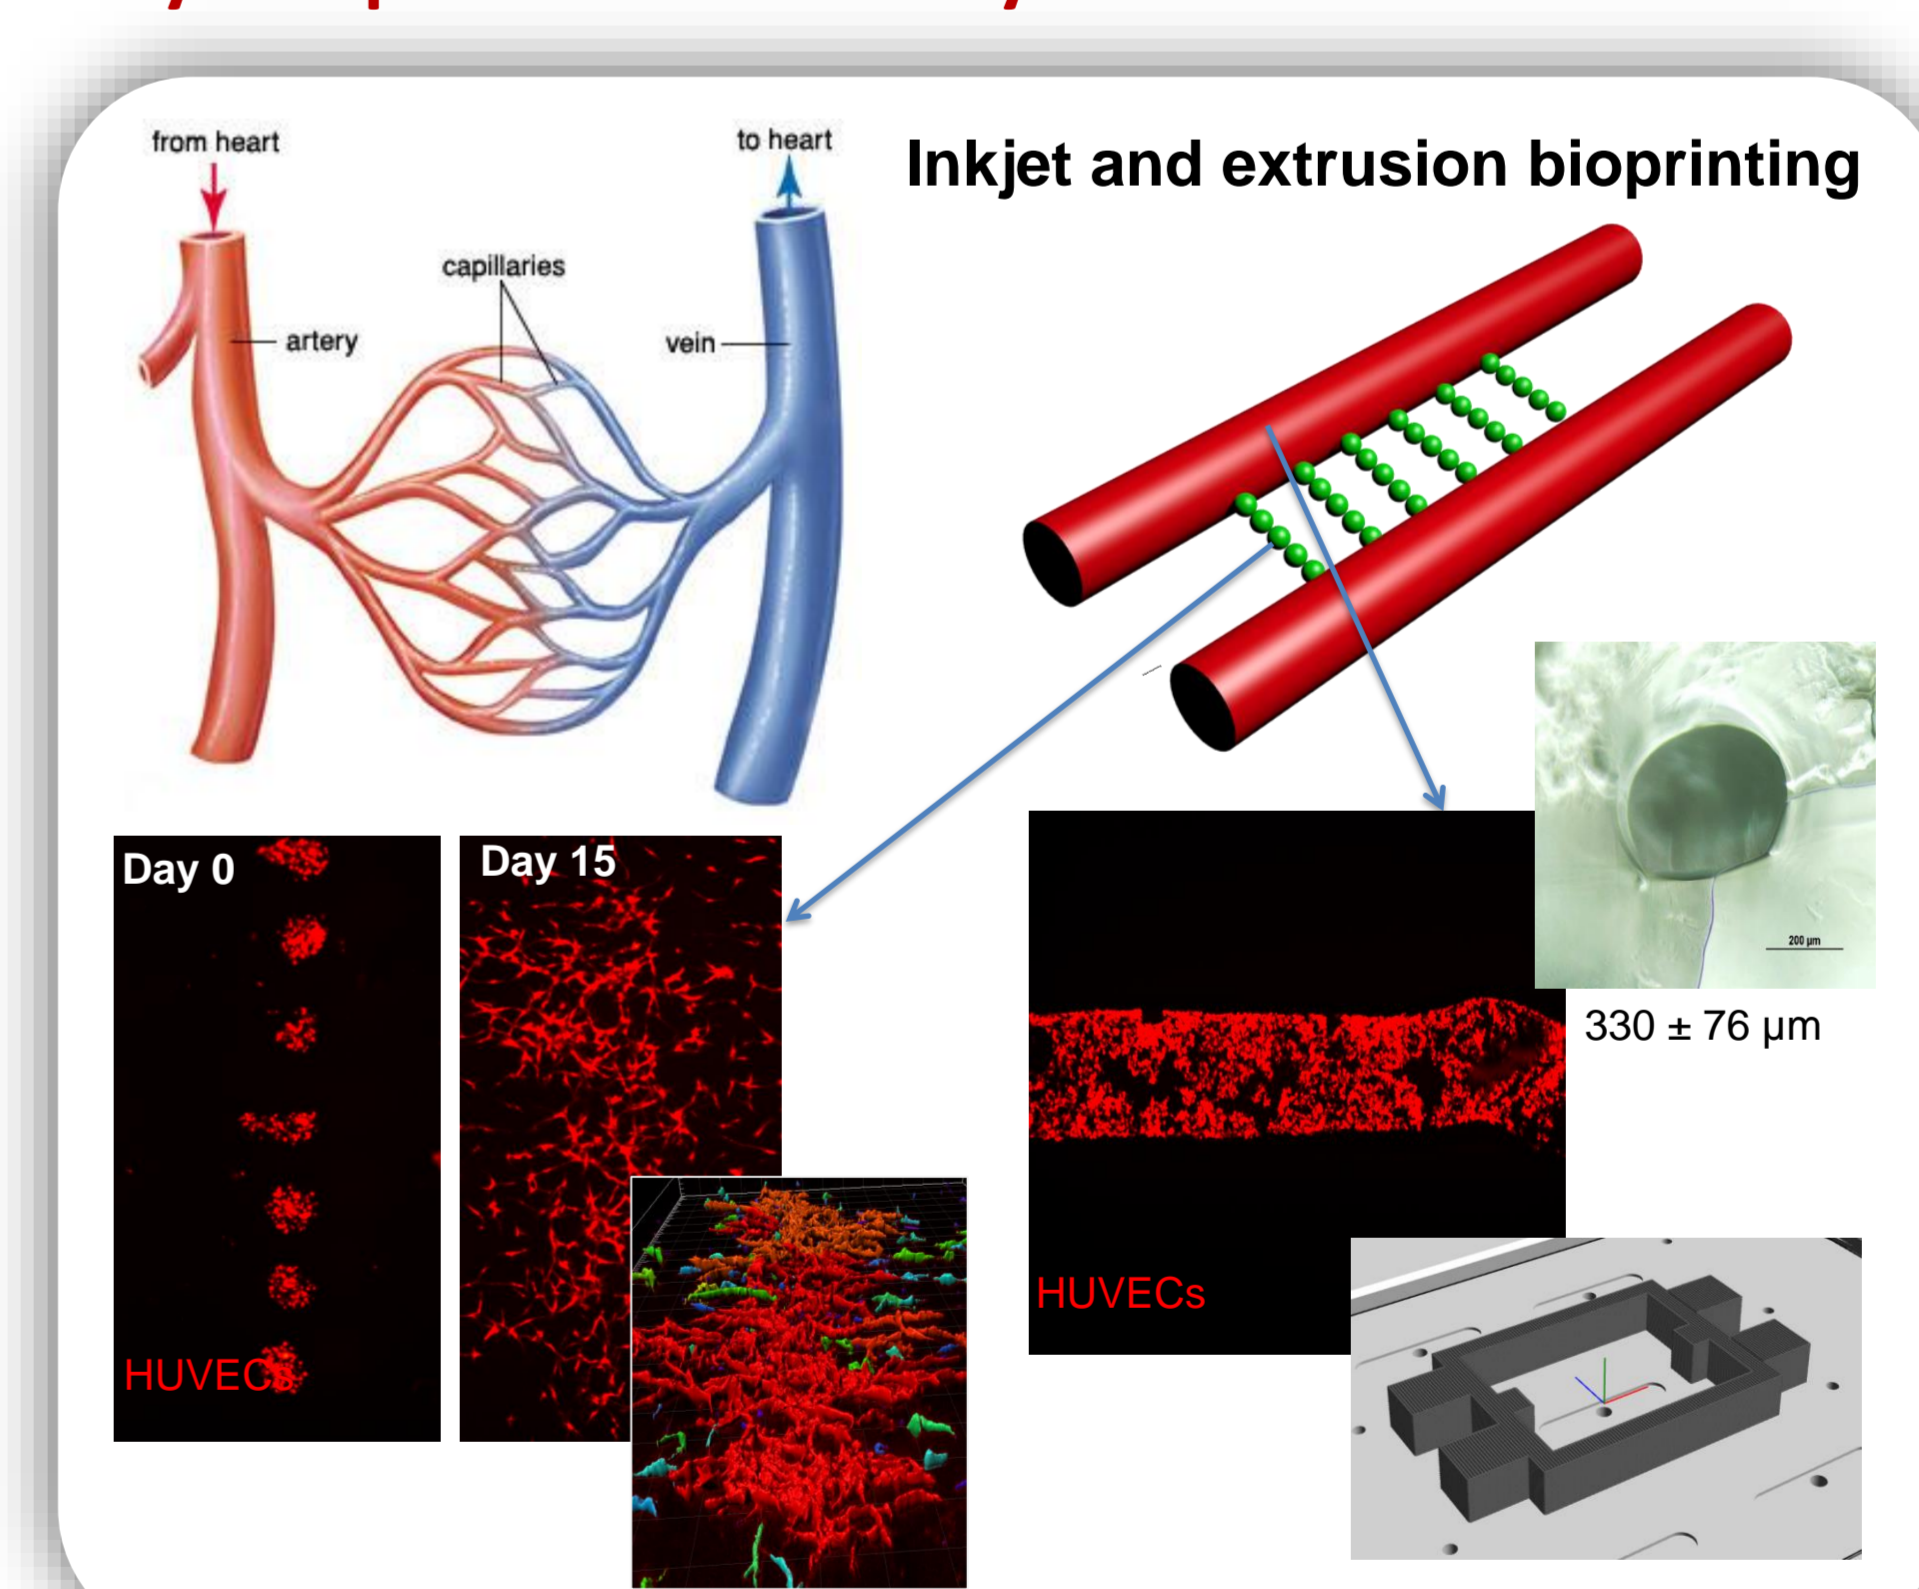 from heart
to heart
Inkjet and extrusion bioprinting
capillaries
artery
vein
Day 0
Day 15
200 µm
330 ± 76 µm
HUVECs
HUVECs